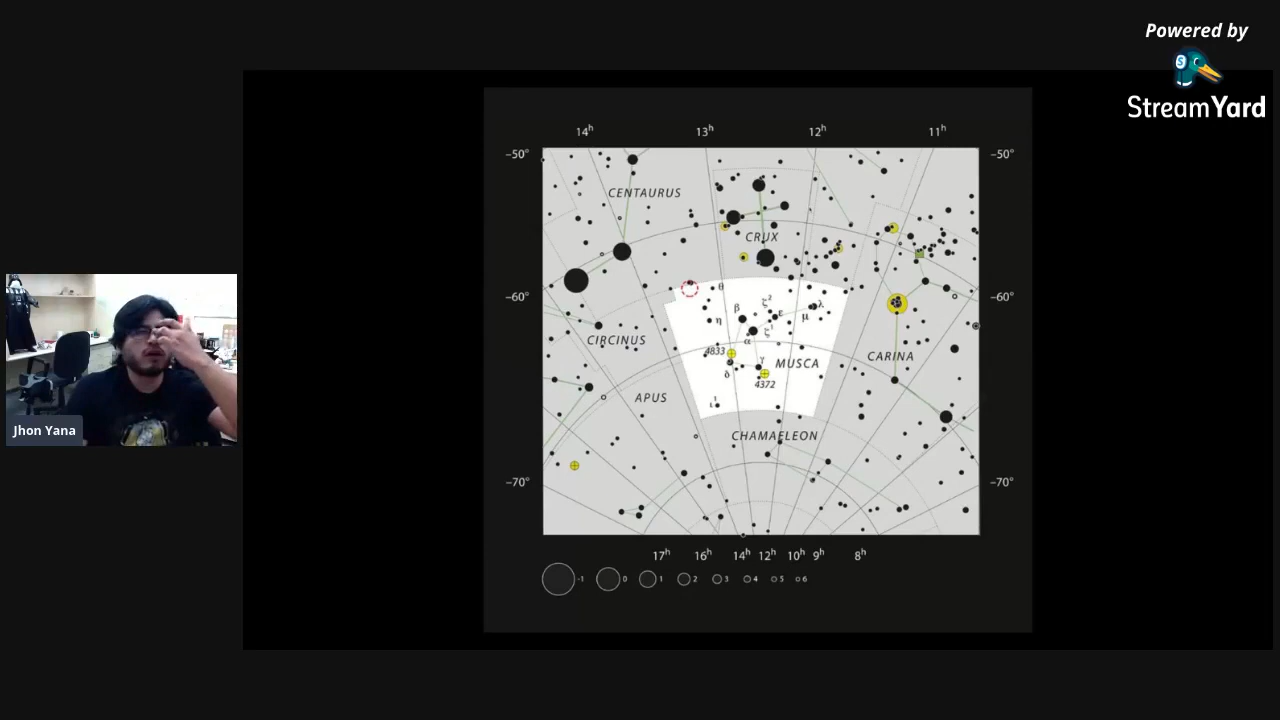 Powered by
StreamYard
14h 13h 12h 11h
-50° -50°
CENTAURUS
CRUX
-60° θ -60°
β ζ2 ε λ
η μ
α ζ1
CIRCINUS
4833 γ MUSCA CARINA
δ 4372
APUS
ι1
CHAMAELEON
-70° -70°
17h 16h 14h 12h 10h 9h 8h
-1 0 1 2 3 4 5 6
Jhon Yana